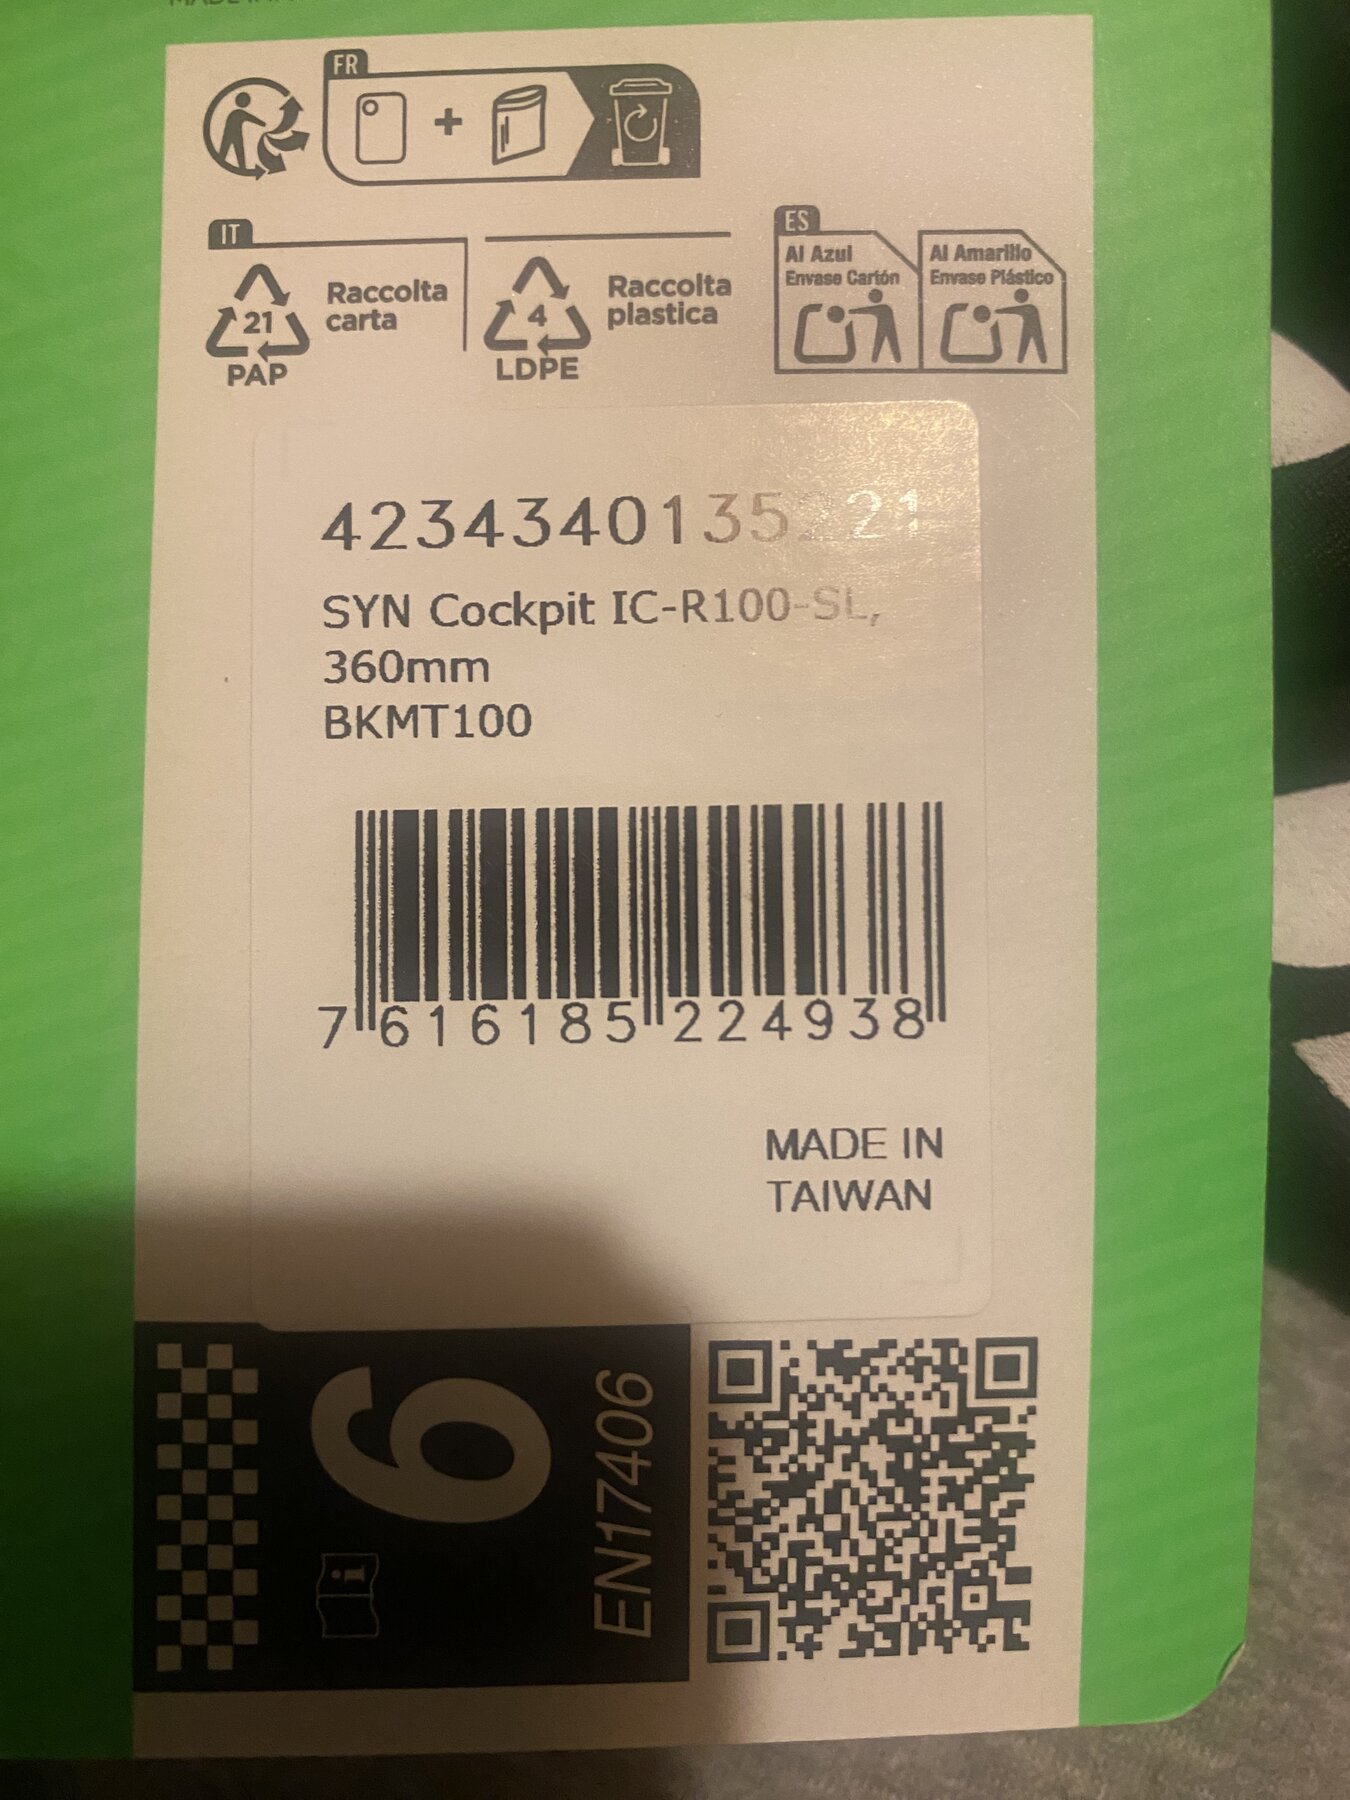 FR
IT
21
PAP
Raccolta
carta
4
LDPE
Raccolta
plastica
ES
Al Azul
Envase Cartón
Al Amarillo
Envase Plástico
4234340135221
SYN Cockpit IC-R100-SL,
360mm
BKMT100
7 616185 224938
MADE IN
TAIWAN
6
EN17406